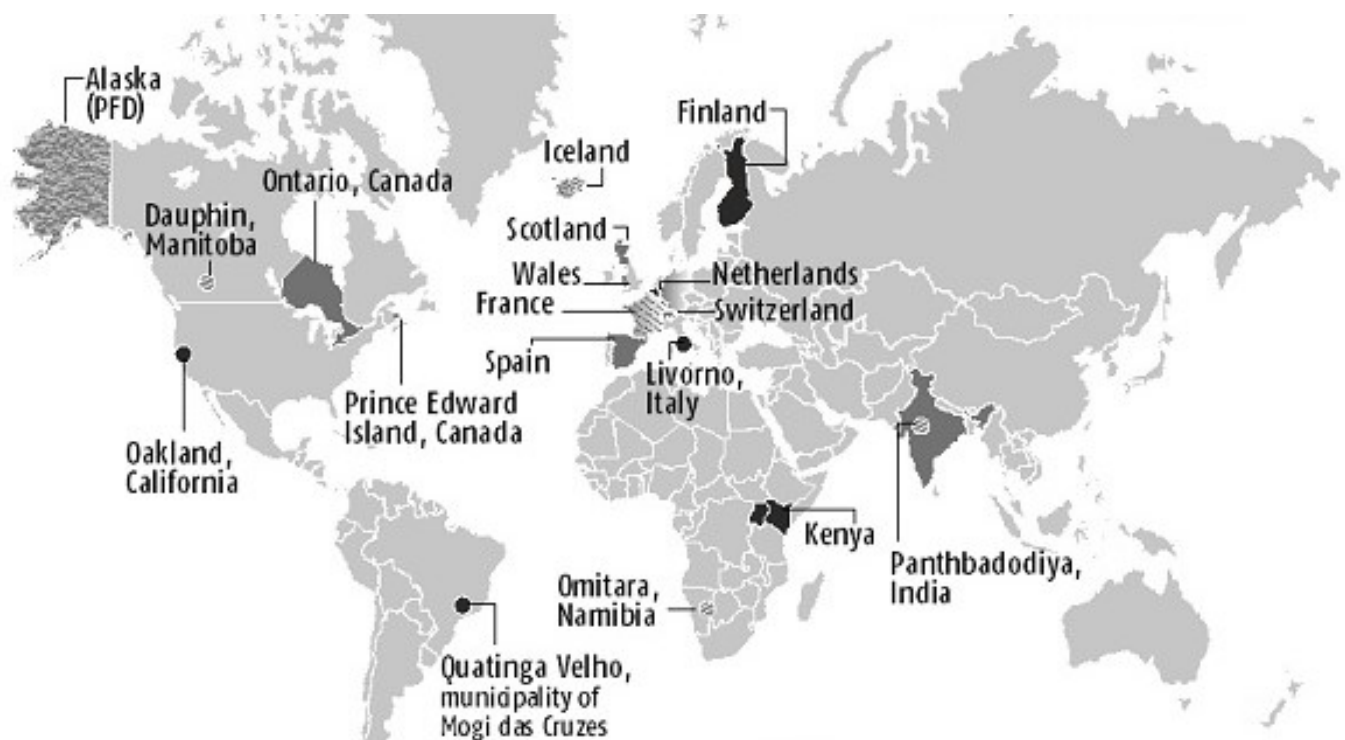 Alaska
(PFD)
Ontario, Canada
Dauphin,
Manitoba
Oakland,
California
Prince Edward
Island, Canada
Quatinga Velho,
municipality of
Mogi das Cruzes
Iceland
Finland
Scotland
Wales
France
Spain
Netherlands
Switzerland
Livorno,
Italy
Kenya
Omitara,
Namibia
Panthbadodiya,
India